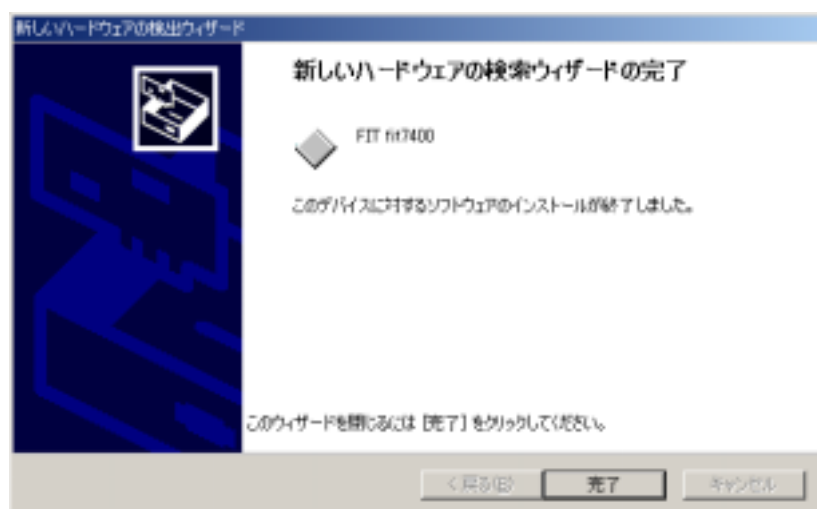 新しいハードウェアの検出ウィザード
新しいハードウェアの検索ウィザードの完了
FIT fit7400
このデバイスに対するソフトウェアのインストールが終了しました。
このウィザードを閉じるには [完了] をクリックしてください。
< 戻る(B)
完了
キャンセル